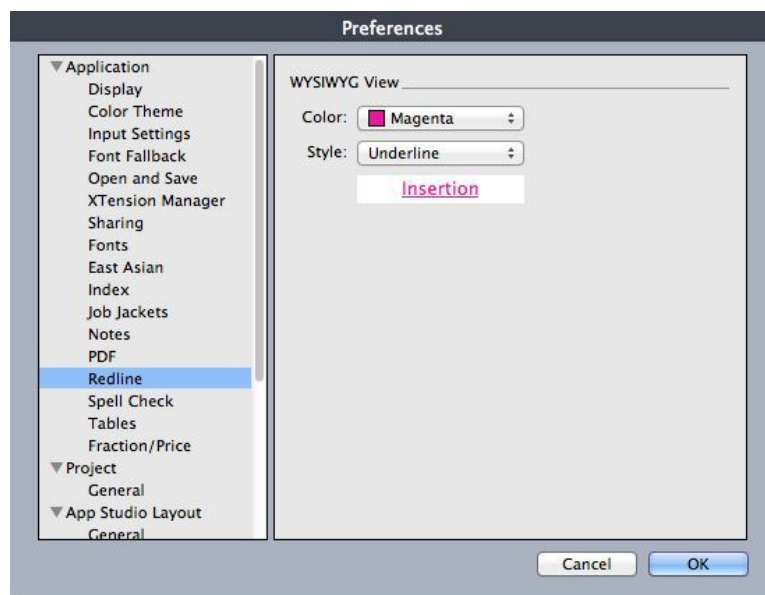 Preferences
Application
Display
Color Theme
Input Settings
Font Fallback
Open and Save
XTension Manager
Sharing
Fonts
East Asian
Index
Job Jackets
Notes
PDF
Redline
Spell Check
Tables
Fraction/Price
Project
General
App Studio Layout
General
WYSIWYG View
Color: Magenta
Style: Underline
Insertion
Cancel OK